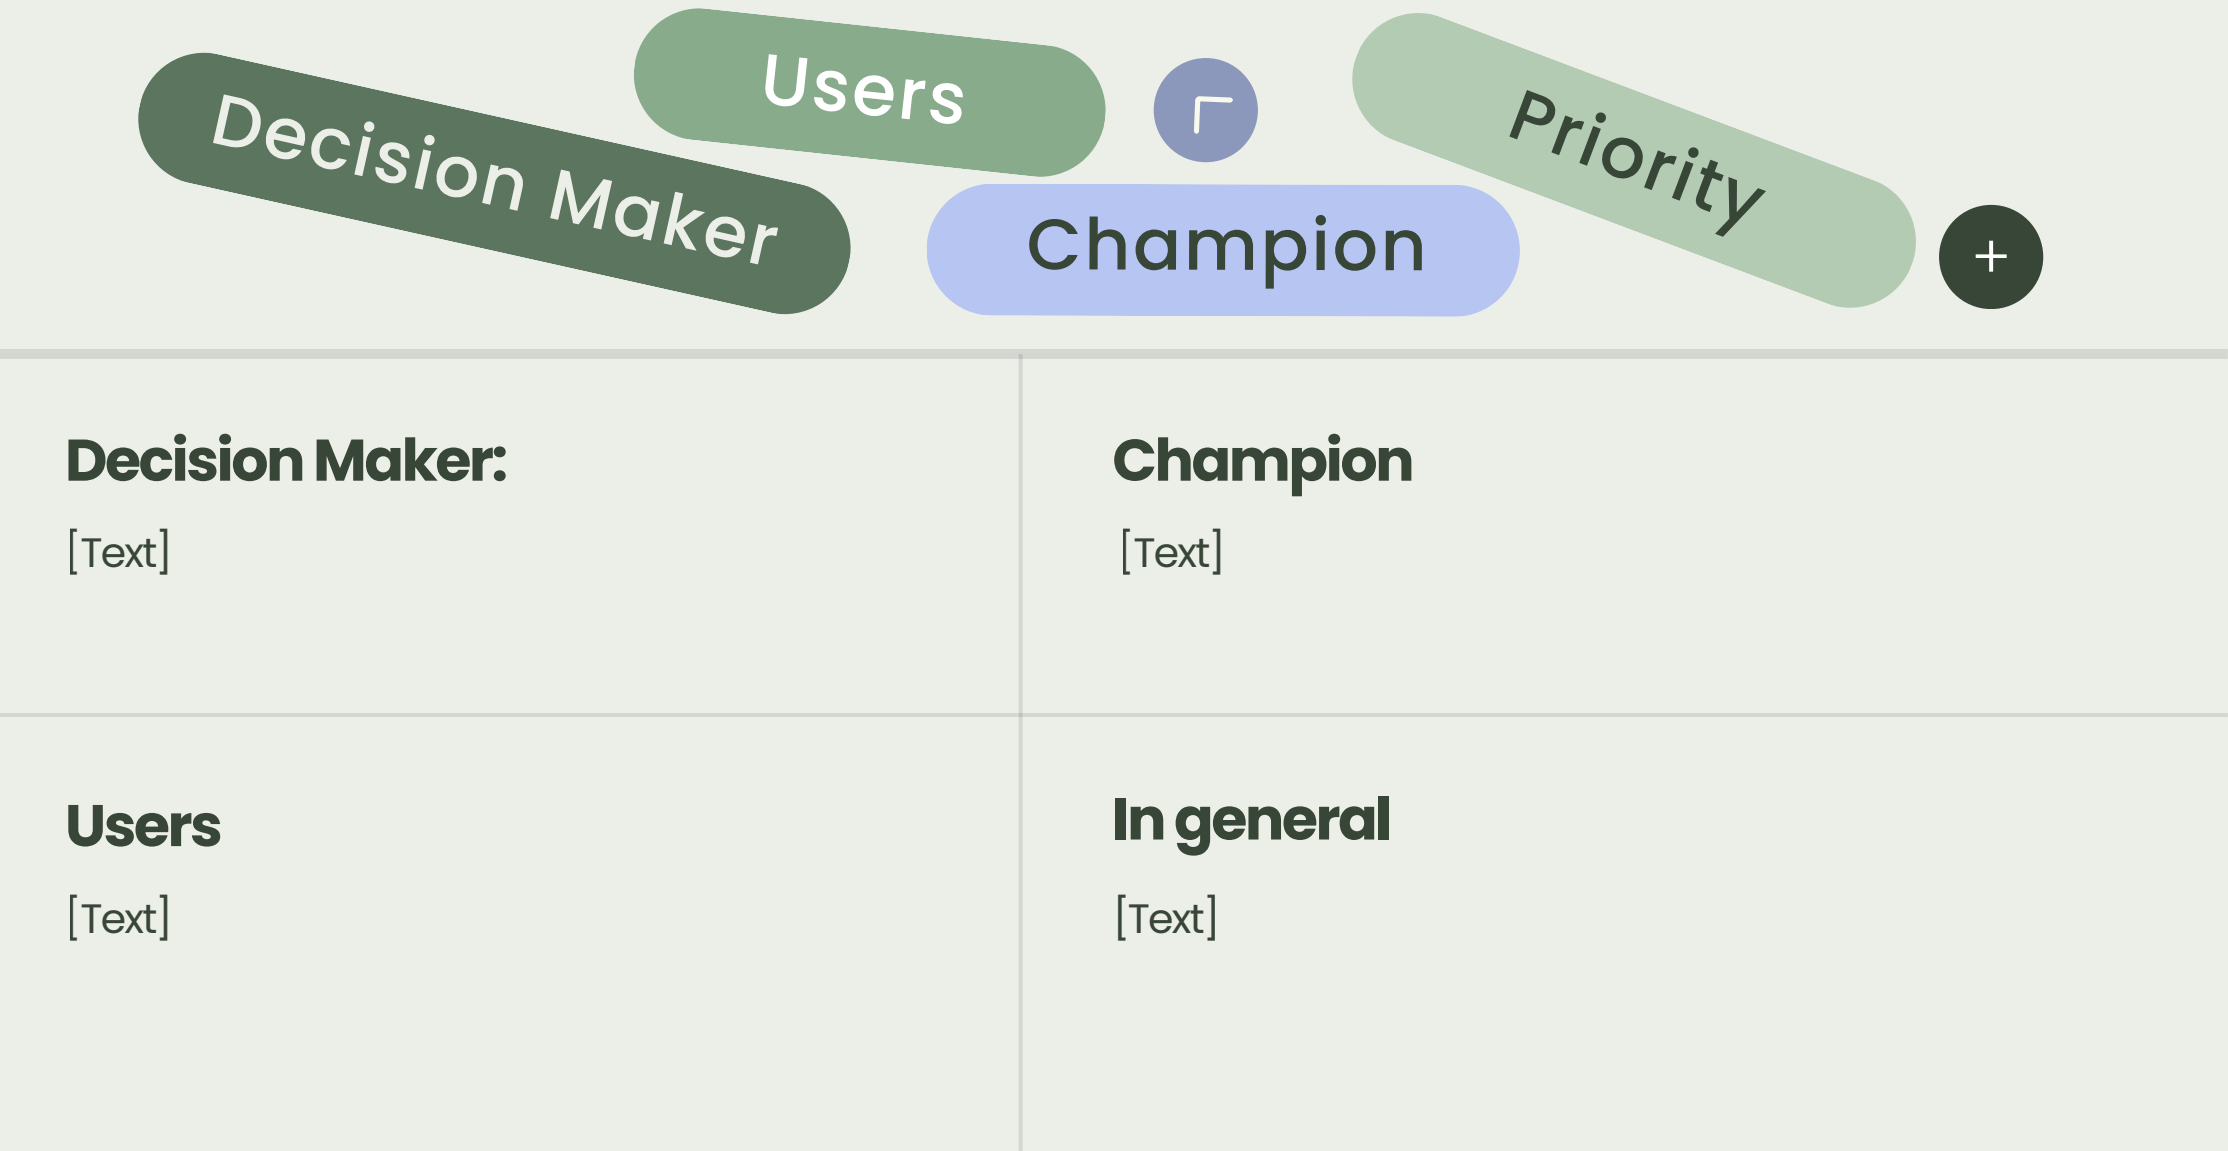 Decision Maker
Users
Champion
Priority
+
Decision Maker:
[Text]
Champion
[Text]
Users
[Text]
In general
[Text]